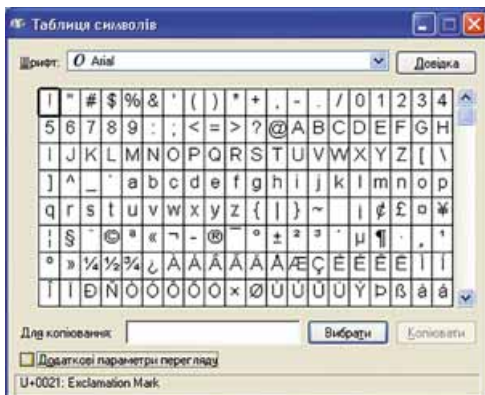 Таблиця символів
Шрифт: O Arial Довідка
! " # $ % & ' ( ) * + , - . / 0 1 2 3 4
5 6 7 8 9 : ; < = > ? @ A B C D E F G H
I J K L M N O P Q R S T U V W X Y Z [ \
] ^ _ ` a b c d e f g h i j k l m n o p
q r s t u v w x y z { | } ~ ¡ ¢ £ ¤ ¥
¦ § ¨ © ª « ¬ - ® ¯ ° ± ² ³ ´ µ ¶ · ¸ ¹
º » ¼ ½ ¾ ¿ À Á Â Ã Ä Å Æ Ç È É Ê Ë Ì Í
Î Ï Ð Ñ Ò Ó Ô Õ Ö × Ø Ù Ú Û Ü Ý Þ ß à á
Для копіювання: Вибрати Копіювати
Додаткові параметри перегляду
U+0021: Exclamation Mark